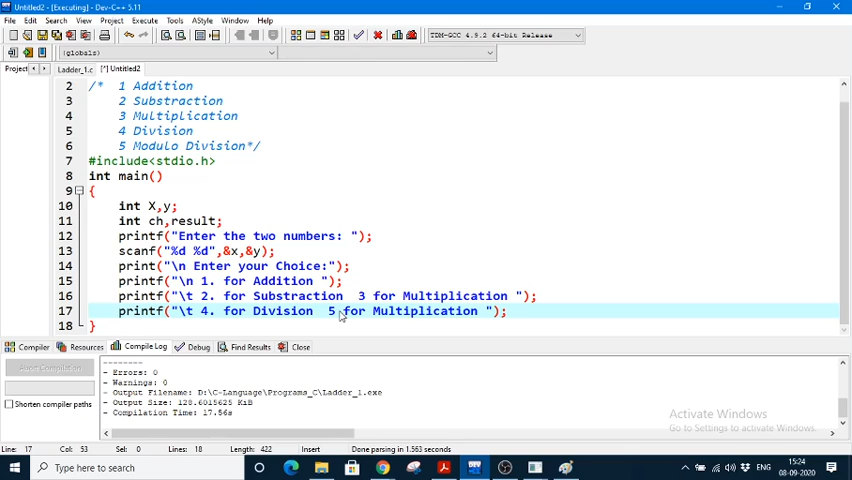 Untitled2 - [Executing] - Dev-C++ 5.11
File Edit Search View Project Execute Tools AStyle Window Help
TDM-GCC 4.9.2 64-bit Release
(globals)
Project
Ladder_1.c [*] Untitled2
2 /* 1 Addition
3 2 Substraction
4 3 Multiplication
5 4 Division
6 5 Modulo Division*/
7 #include<stdio.h>
8 int main()
9 {
10 int X,y;
11 int ch,result;
12 printf("Enter the two numbers: ");
13 scanf("%d %d",&x,&y);
14 print("\n Enter your Choice:");
15 printf("\n 1. for Addition ");
16 printf("\t 2. for Substraction 3 for Multiplication ");
17 printf("\t 4. for Division 5 for Multiplication ");
18 }
Compiler Resources Compile Log Debug Find Results Close
Abort Compilation
Shorten compiler paths
--------
- Errors: 0
- Warnings: 0
- Output Filename: D:\C-Language\Programs_C\Ladder_1.exe
- Output Size: 128.6015625 KiB
- Compilation Time: 17.56s
Activate Windows
Go to Settings to activate Windows.
Line: 17 Col: 53 Sel: 0 Lines: 18 Length: 422 Insert Done parsing in 1.563 seconds
Type here to search
ENG
15:24
08-09-2020